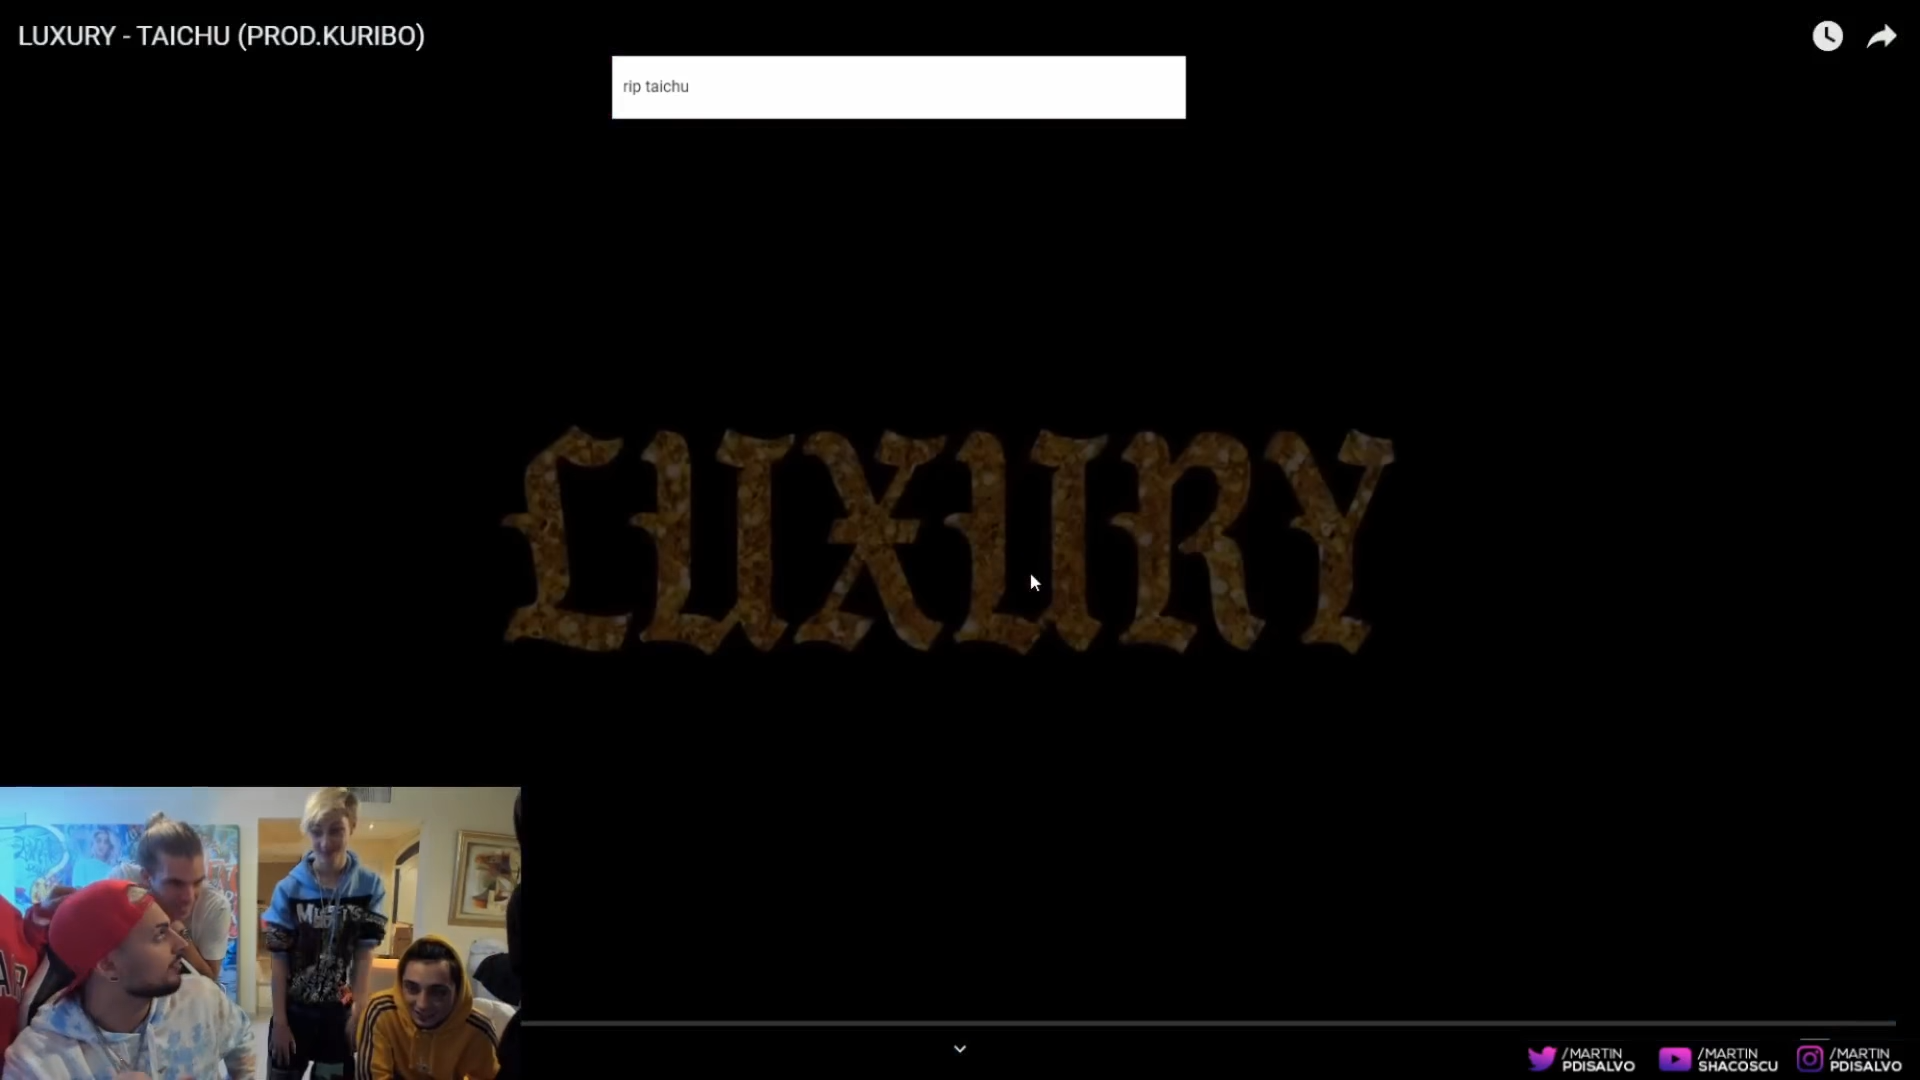 LUXURY - TAICHU (PROD.KURIBO)
rip taichu
LUXURY
/MARTIN
PDISALVO
/MARTIN
SHACOSCU
/MARTIN
PDISALVO